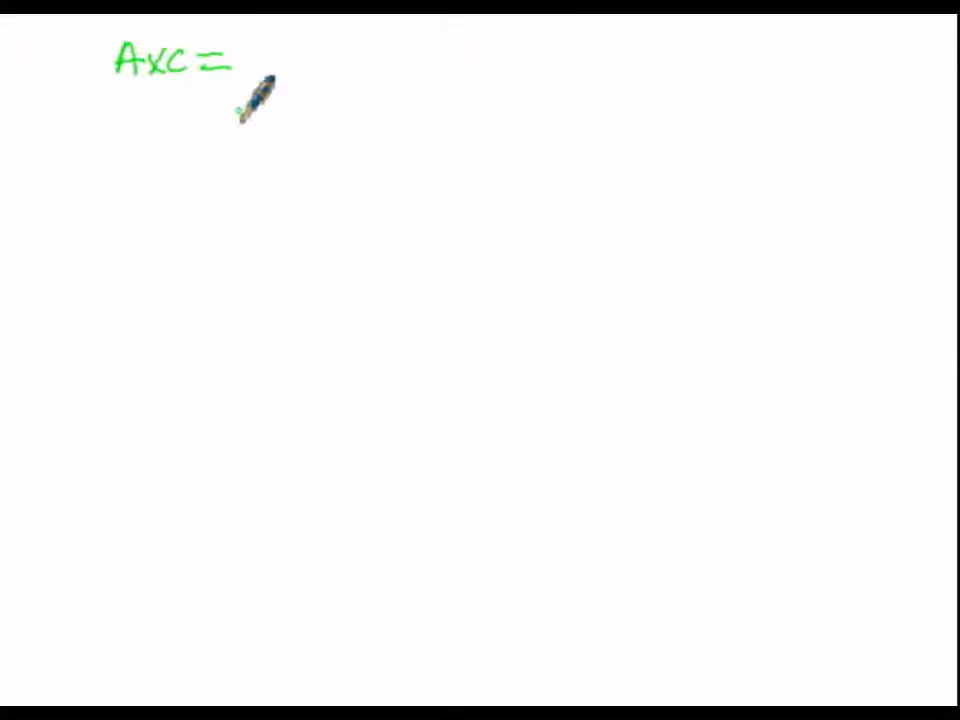 AxC =